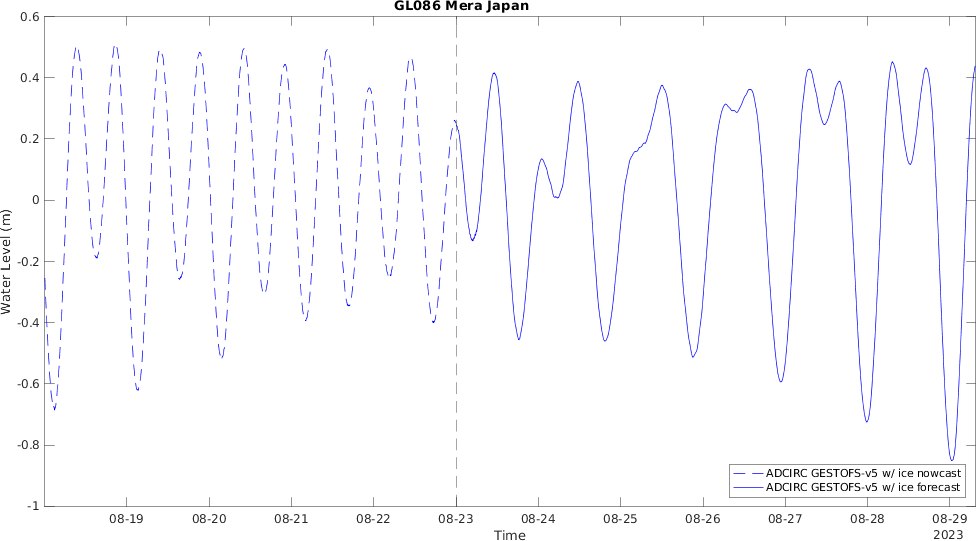 GL086 Mera Japan
0.6
0.4
0.2
0
-0.2
-0.4
-0.6
-0.8
-1
Water Level (m)
ADCIRC GESTOFS-v5 w/ ice nowcast
ADCIRC GESTOFS-v5 w/ ice forecast
08-19 08-20 08-21 08-22 08-23 08-24 08-25 08-26 08-27 08-28 08-29
Time
2023